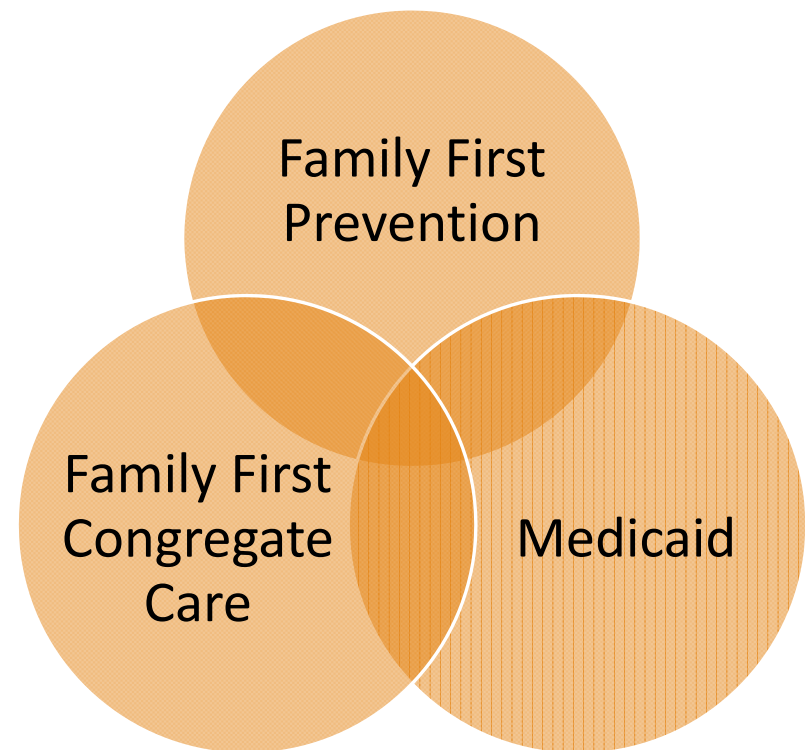 Family First
Prevention
Family First
Congregate
Care
Medicaid